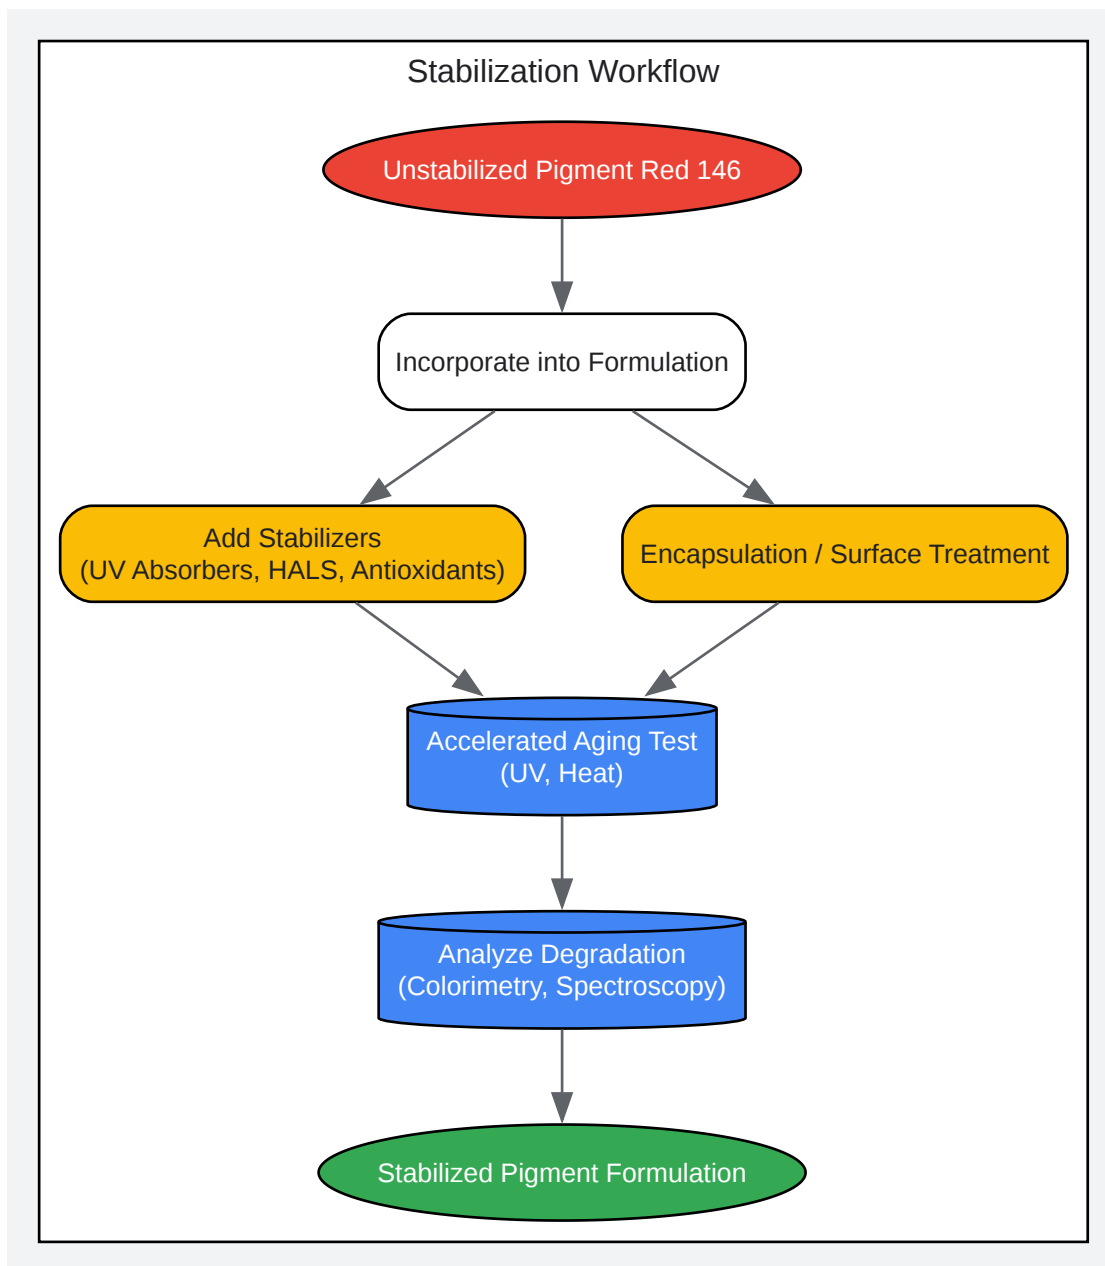 Stabilization Workflow
Unstabilized Pigment Red 146
Incorporate into Formulation
Add Stabilizers
(UV Absorbers, HALS, Antioxidants)
Encapsulation / Surface Treatment
Accelerated Aging Test
(UV, Heat)
Analyze Degradation
(Colorimetry, Spectroscopy)
Stabilized Pigment Formulation